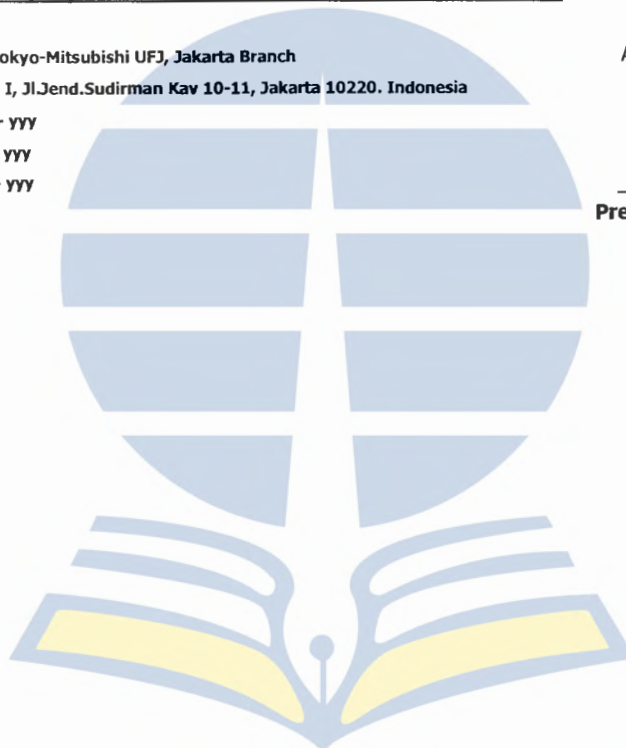 okyo-Mitsubishi UFJ, Jakarta Branch
I, Jl.Jend.Sudirman Kav 10-11, Jakarta 10220. Indonesia
yyy
yyy
- yyy
Pre